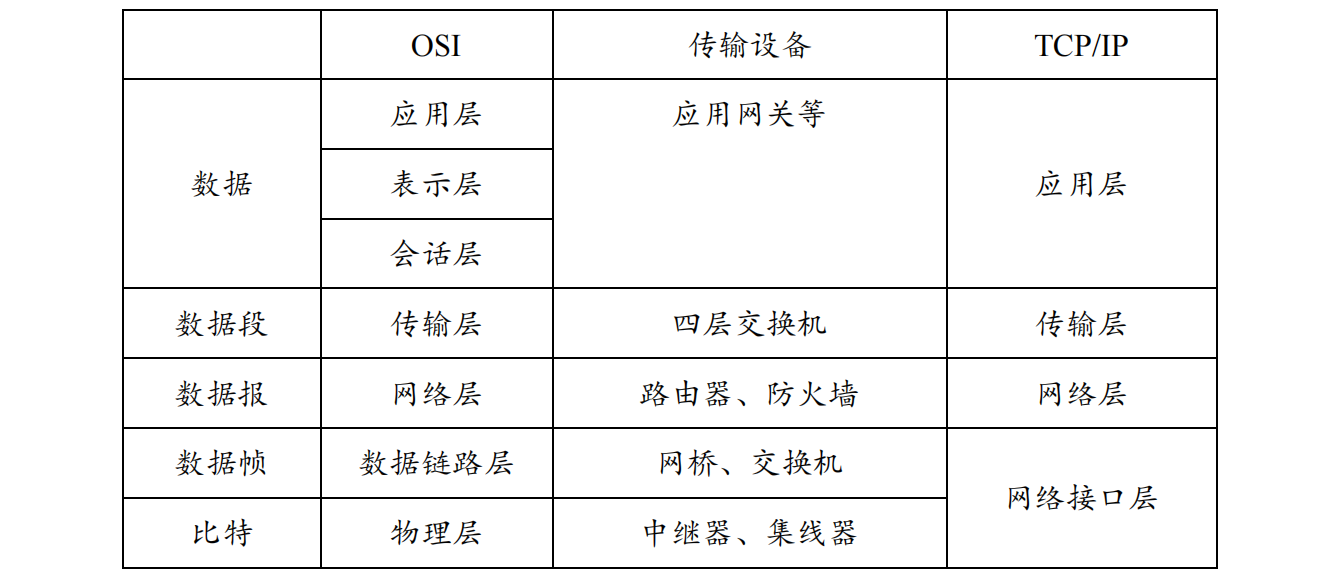 OSI 传输设备 TCP/IP
应用层 应用网关等
数据 表示层 应用层
会话层
数据段 传输层 四层交换机 传输层
数据报 网络层 路由器、防火墙 网络层
数据帧 数据链路层 网桥、交换机
网络接口层
比特 物理层 中继器、集线器